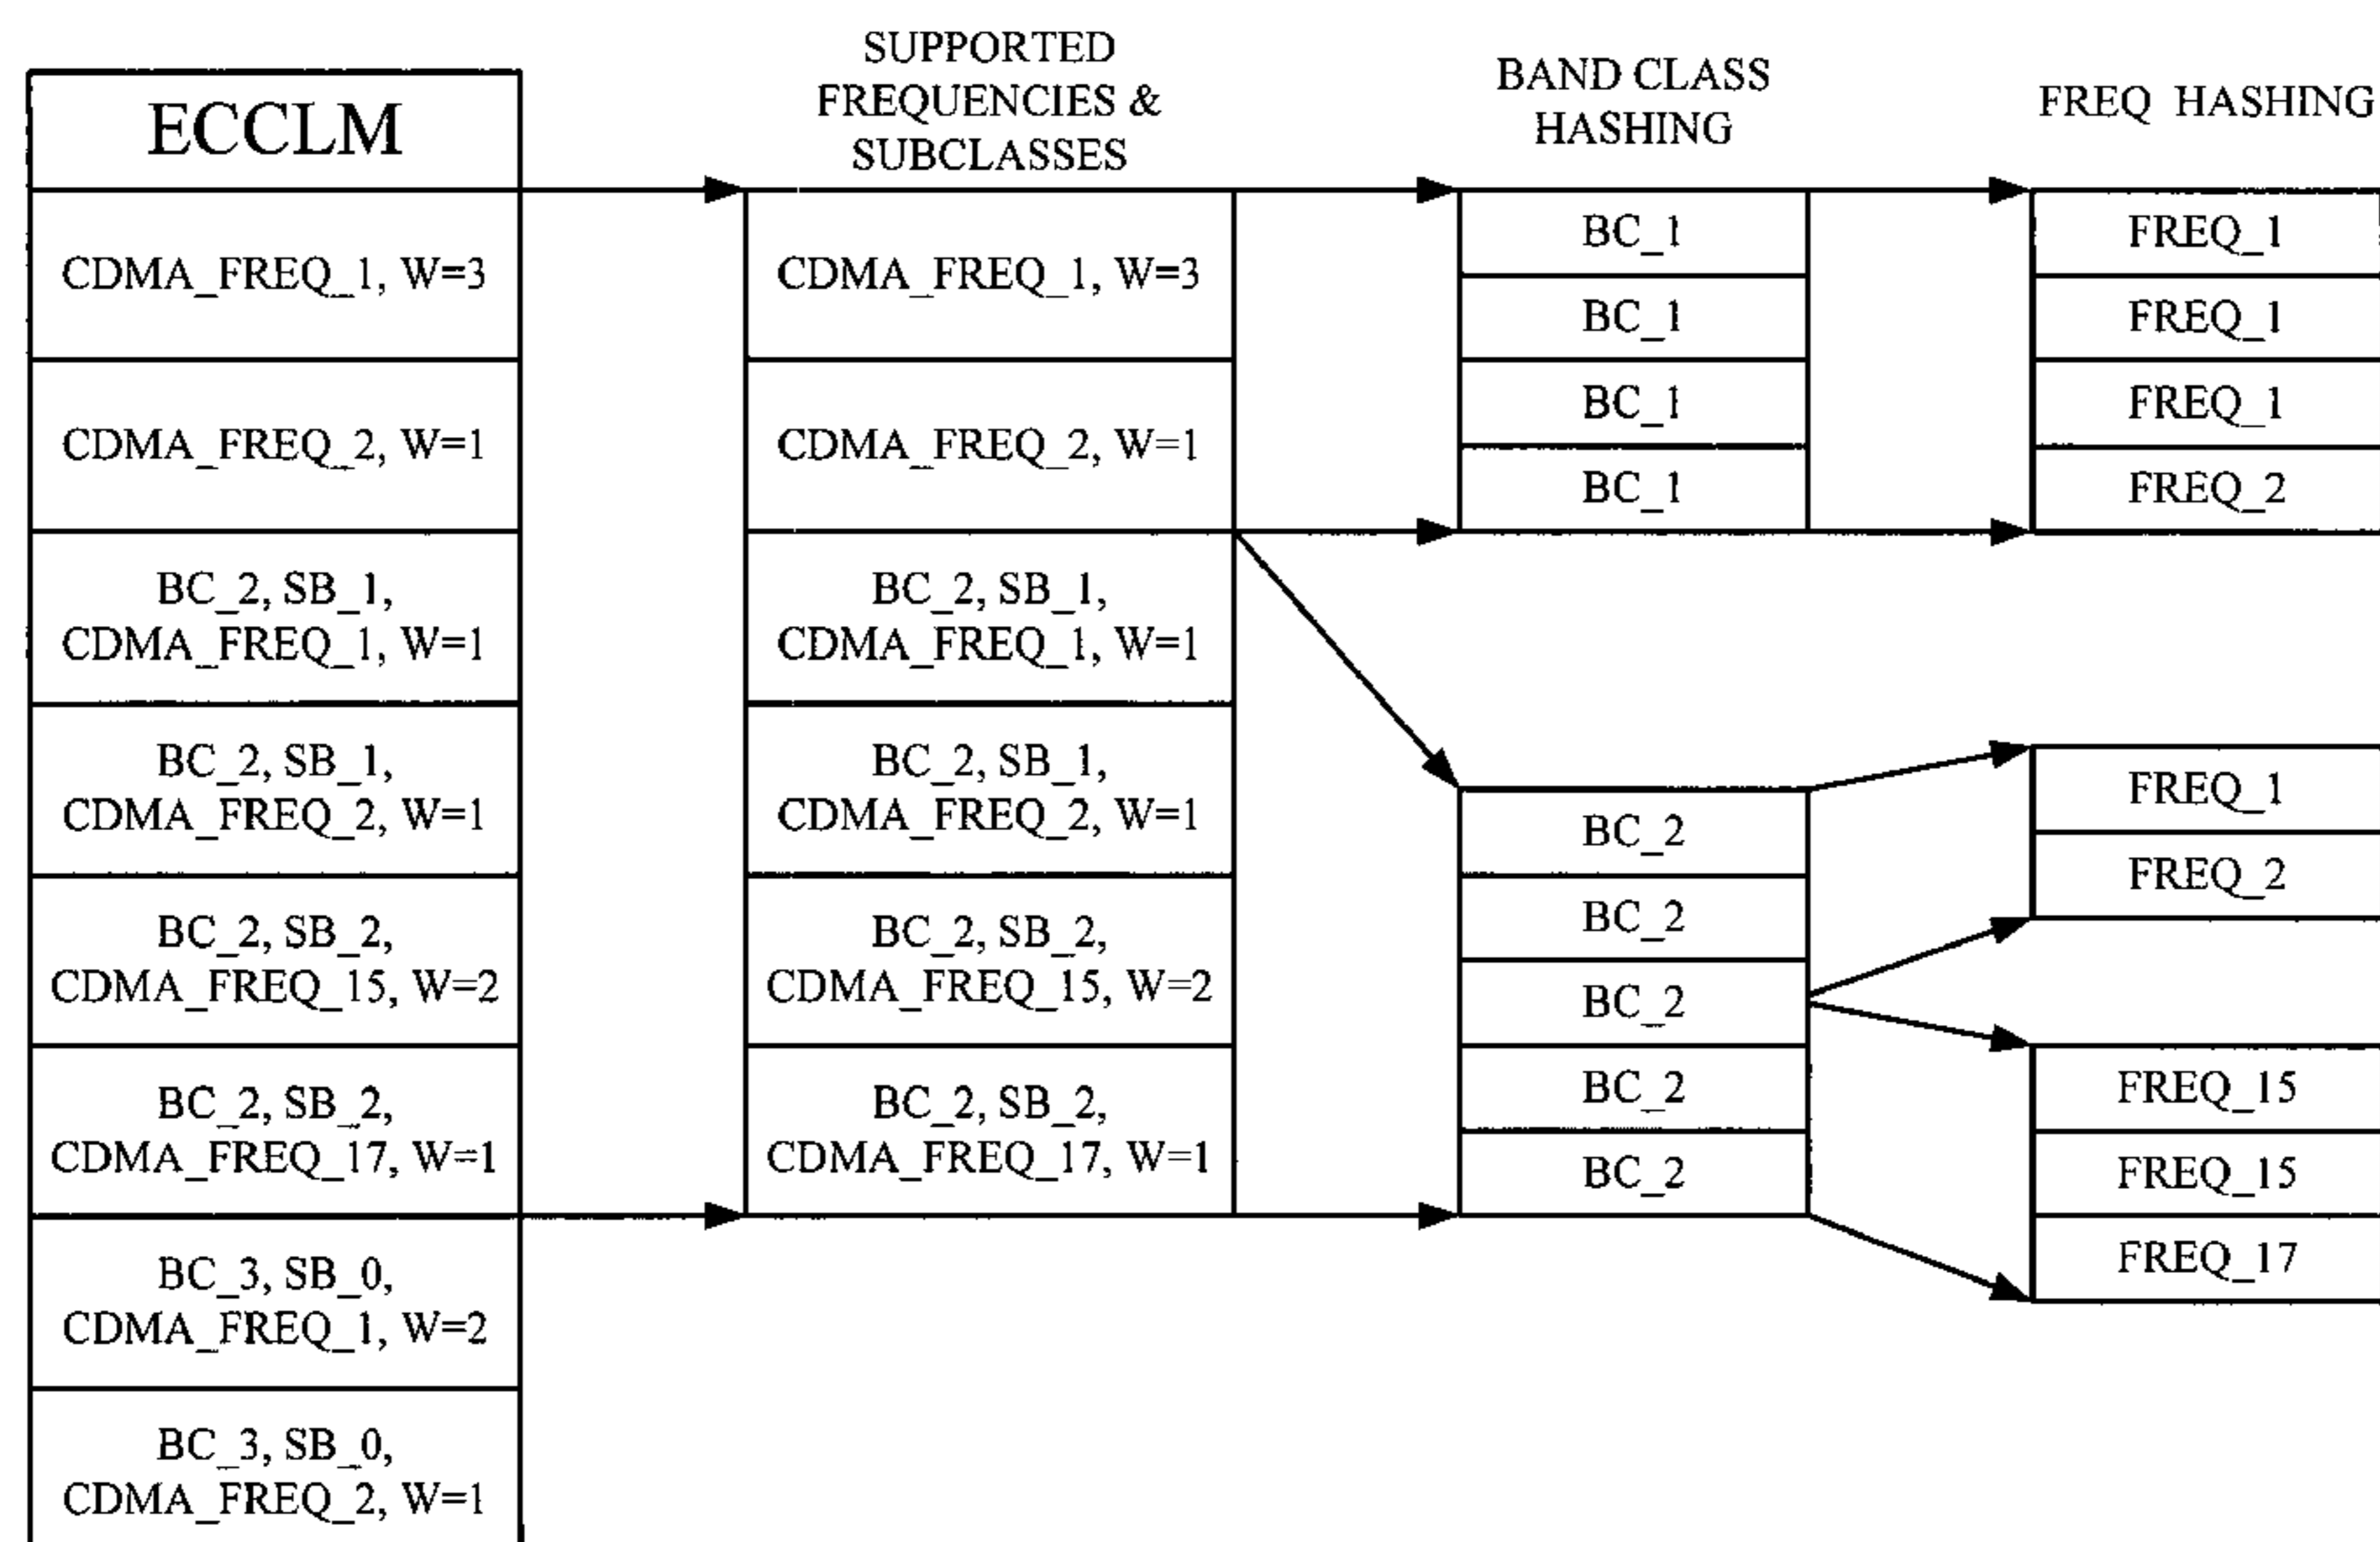 ECCLM
CDMA_FREQ_1, W=3
CDMA_FREQ_2, W=1
BC_2, SB_1,
CDMA_FREQ_1, W=1
BC_2, SB_1,
CDMA_FREQ_2, W=1
BC_2, SB_2,
CDMA_FREQ_15, W=2
BC_2, SB_2,
CDMA_FREQ_17, W=1
BC_3, SB_0,
CDMA_FREQ_1, W=2
BC_3, SB_0,
CDMA_FREQ_2, W=1
SUPPORTED
FREQUENCIES &
SUBCLASSES
CDMA_FREQ_1, W=3
CDMA_FREQ_2, W=1
BC_2, SB_1,
CDMA_FREQ_1, W=1
BC_2, SB_1,
CDMA_FREQ_2, W=1
BC_2, SB_2,
CDMA_FREQ_15, W=2
BC_2, SB_2,
CDMA_FREQ_17, W=1
BAND CLASS
HASHING
BC_1
BC_1
BC_1
BC_1
BC_2
BC_2
BC_2
BC_2
BC_2
FREQ HASHING
FREQ_1
FREQ_1
FREQ_1
FREQ_2
FREQ_1
FREQ_2
FREQ_15
FREQ_15
FREQ_17